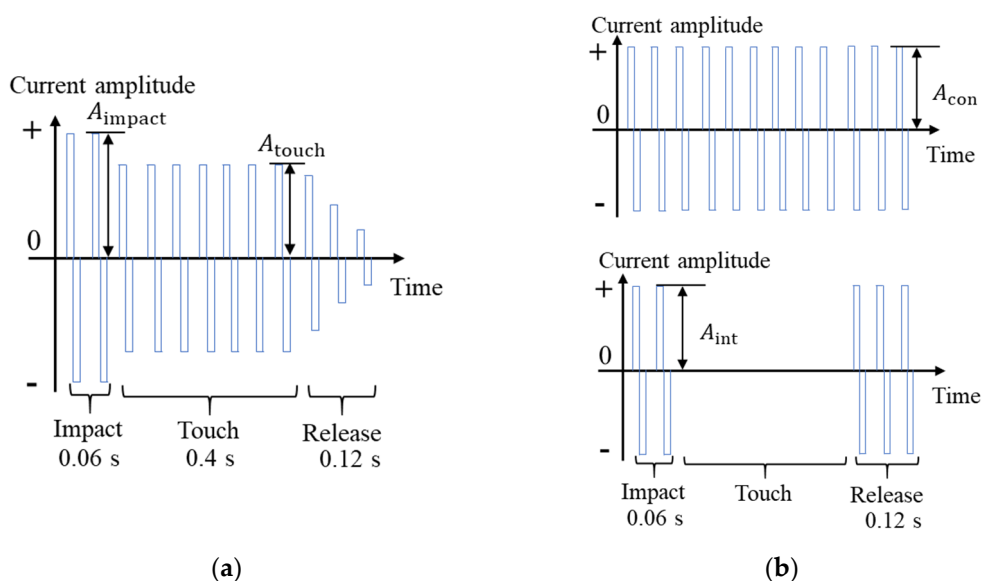 Current amplitude
+
A_impact
A_touch
0
Time
-
Impact
0.06 s
Touch
0.4 s
Release
0.12 s
(a)
Current amplitude
+
A_con
0
Time
-
Current amplitude
+
A_int
0
Time
-
Impact
0.06 s
Touch
Release
0.12 s
(b)